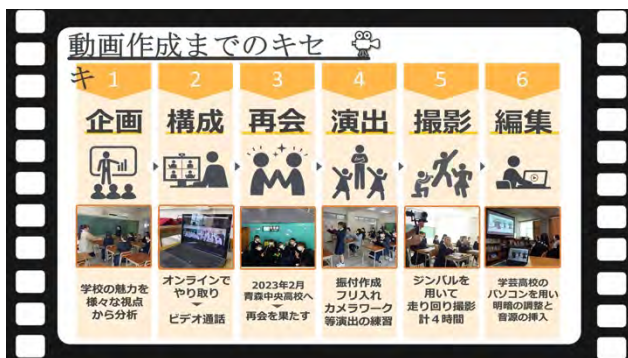 動画作成までのキセ
キ
1
企画
学校の魅力を
様々な視点
から分析
2
構成
オンラインで
やり取り
ビデオ通話
3
再会
2023年2月
青森中央高校へ
再会を果たす
4
演出
振付作成
フリ入れ
カメラワーク
等演出の練習
5
撮影
ジンバルを
用いて
走り回り撮影
計4時間
6
編集
学芸高校の
パソコンを用い
明暗の調整と
音源の挿入